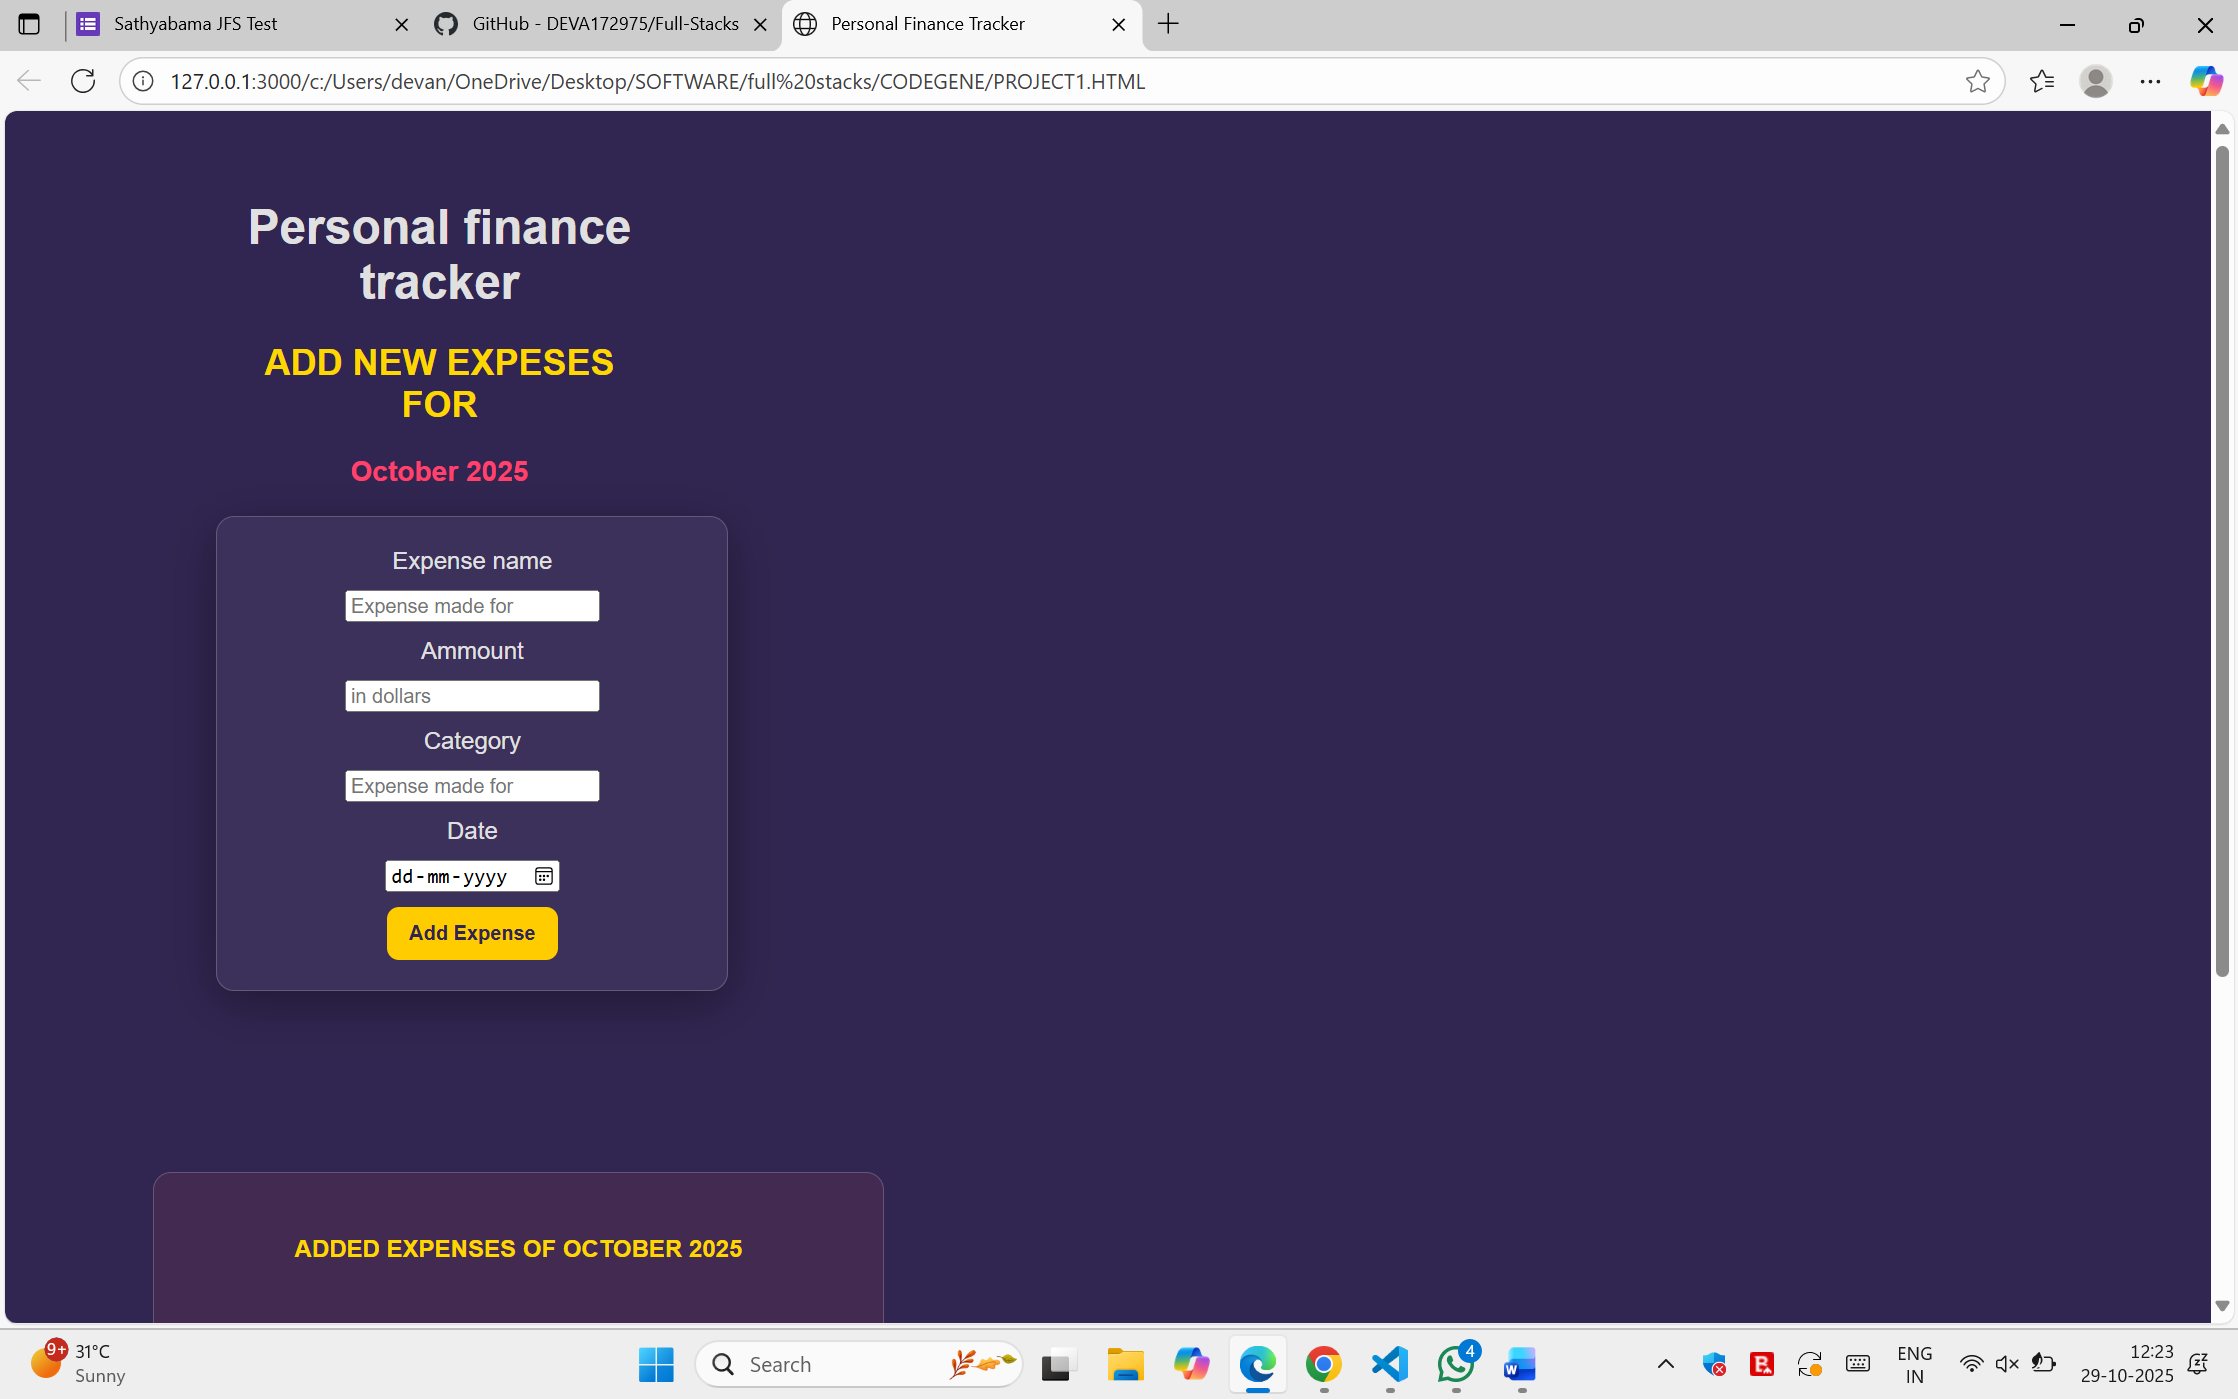 Sathyabama JFS Test
GitHub - DEVA172975/Full-Stacks
Personal Finance Tracker
127.0.0.1:3000/c:/Users/devan/OneDrive/Desktop/SOFTWARE/full%20stacks/CODEGENE/PROJECT1.HTML
Personal finance
tracker
ADD NEW EXPESES
FOR
October 2025
Expense name
Expense made for
Ammount
in dollars
Category
Expense made for
Date
dd-mm-yyyy
Add Expense
ADDED EXPENSES OF OCTOBER 2025
9+
31°C
Sunny
Search
4
W
R
ENG
IN
12:23
29-10-2025